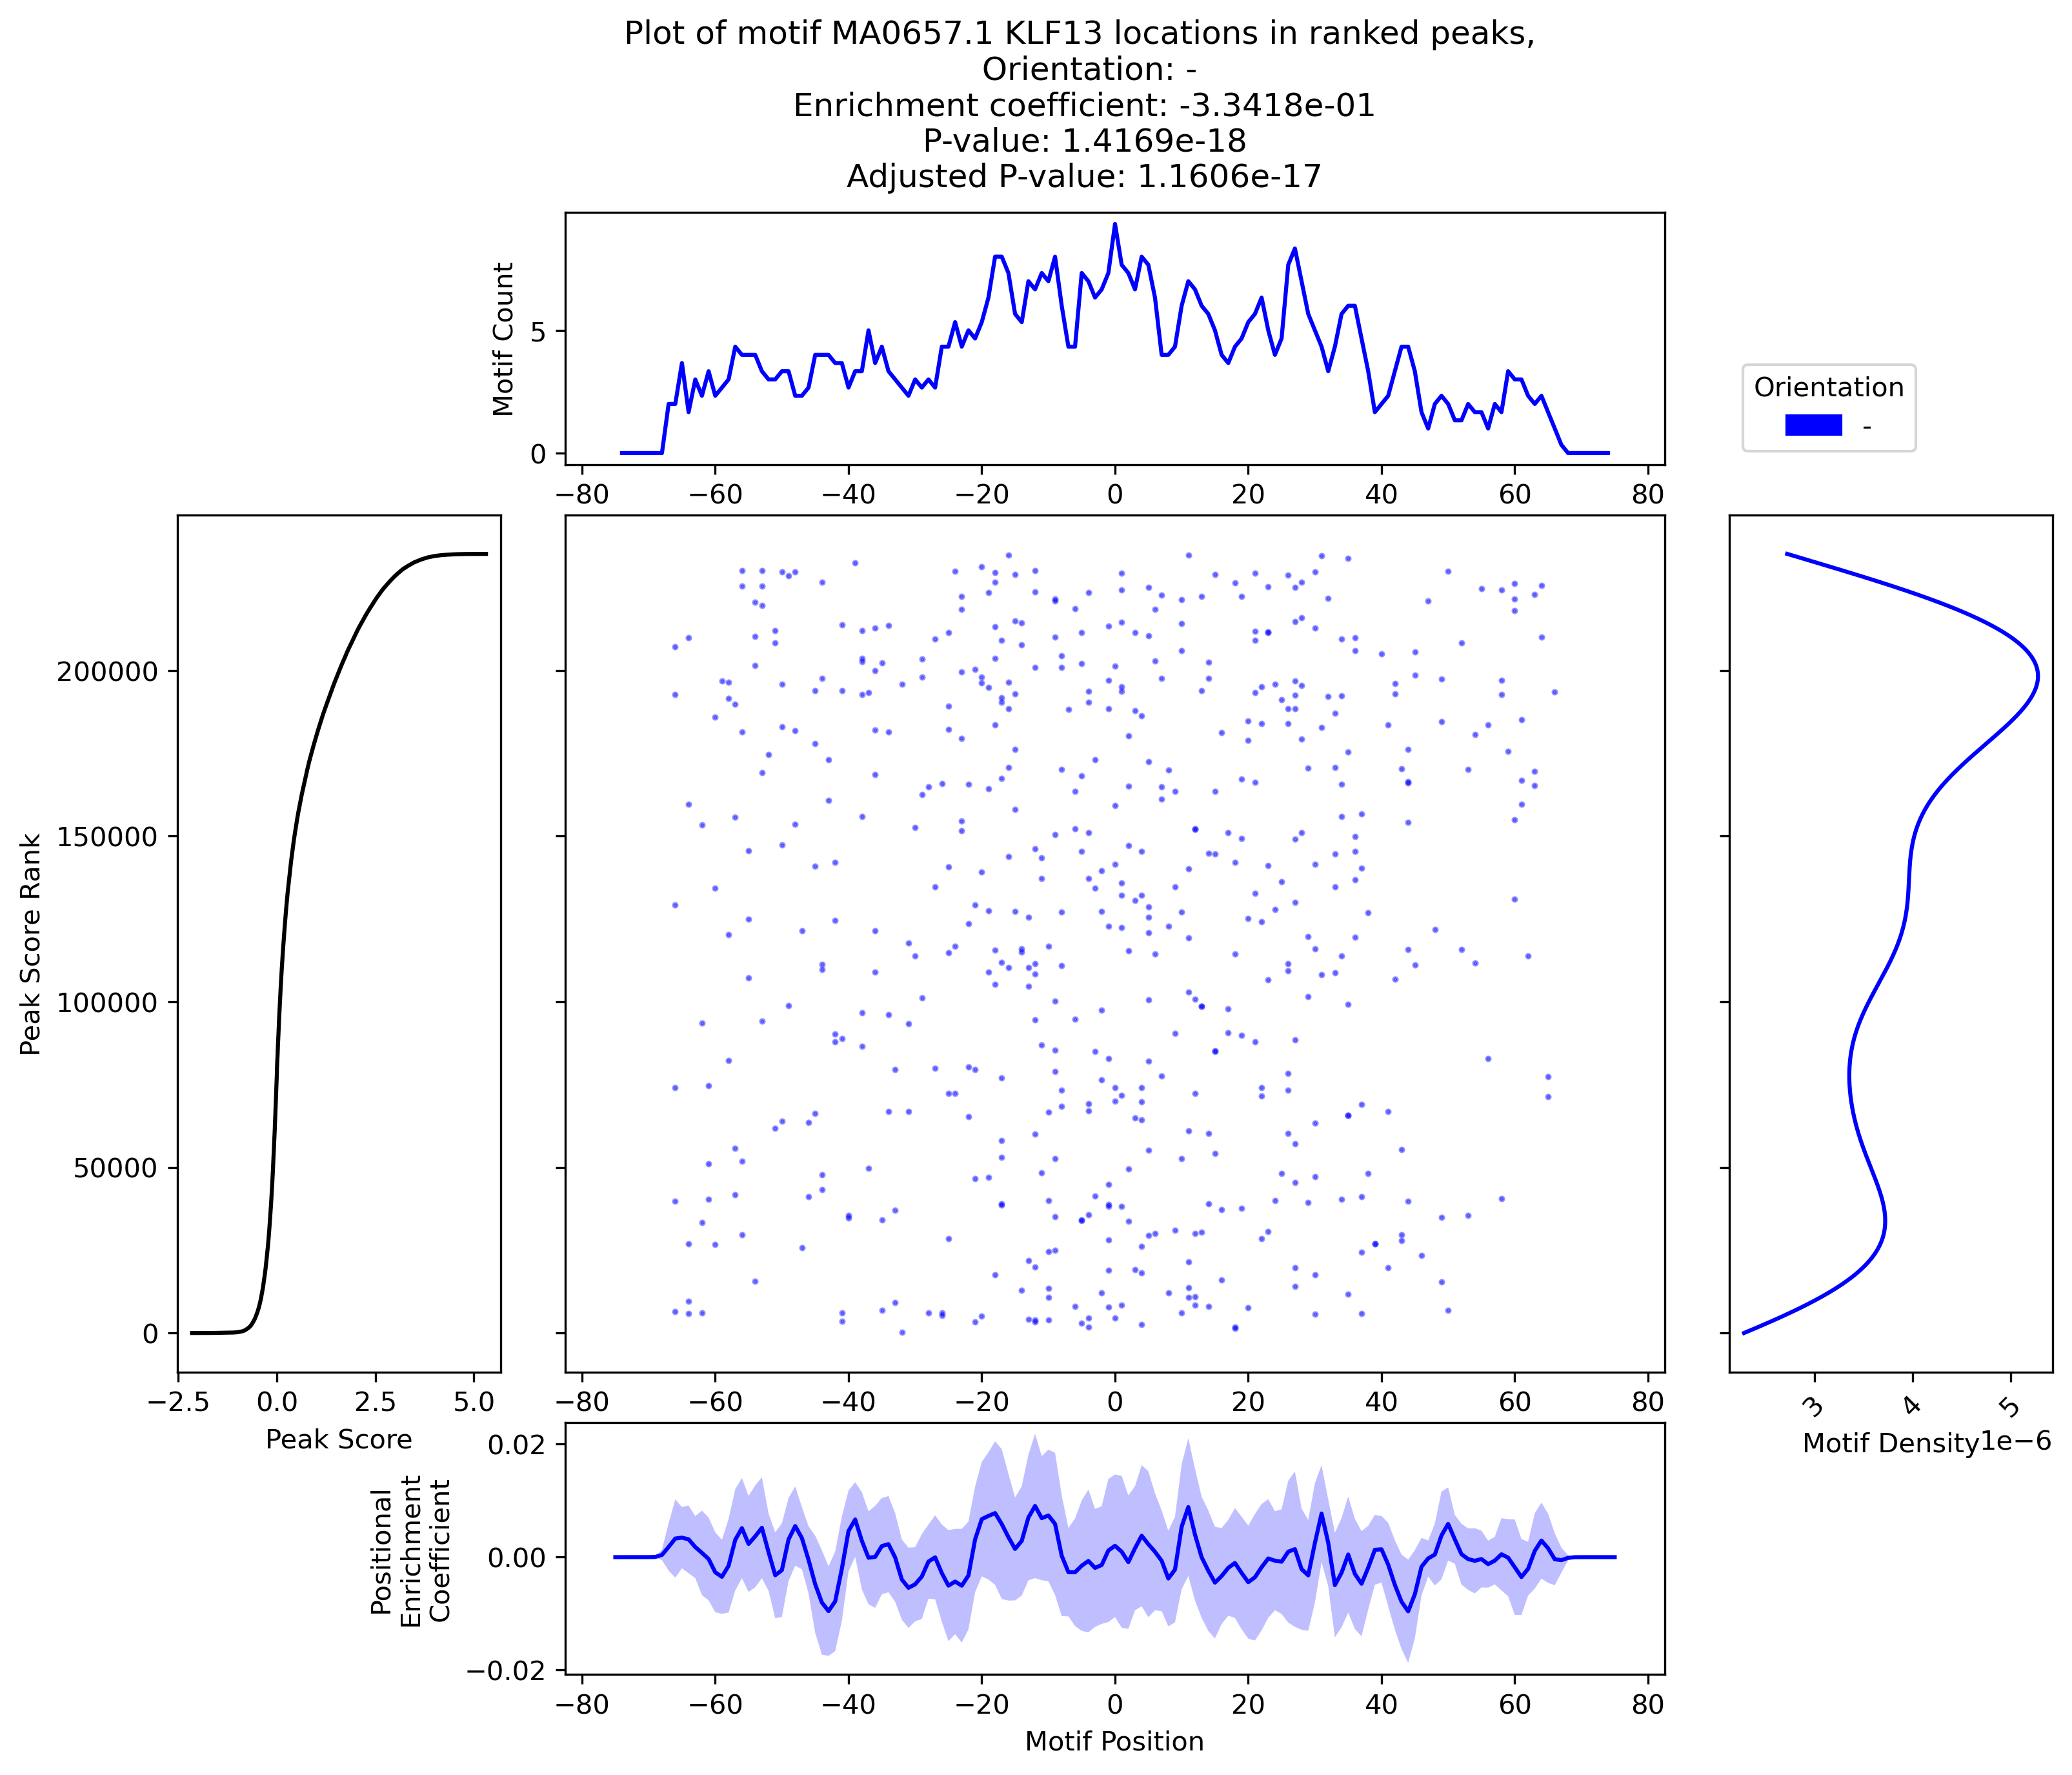 Plot of motif MA0657.1 KLF13 locations in ranked peaks,
Orientation: -
Enrichment coefficient: -3.3418e-01
P-value: 1.4169e-18
Adjusted P-value: 1.1606e-17
Motif Count
5
0
−80 −60 −40 −20 0 20 40 60 80
Orientation
-
Peak Score Rank
200000
150000
100000
50000
0
−2.5 0.0 2.5 5.0
Peak Score
−80 −60 −40 −20 0 20 40 60 80
3 4 5
Motif Density
1e−6
Positional
Enrichment
Coefficient
0.02
0.00
−0.02
−80 −60 −40 −20 0 20 40 60 80
Motif Position